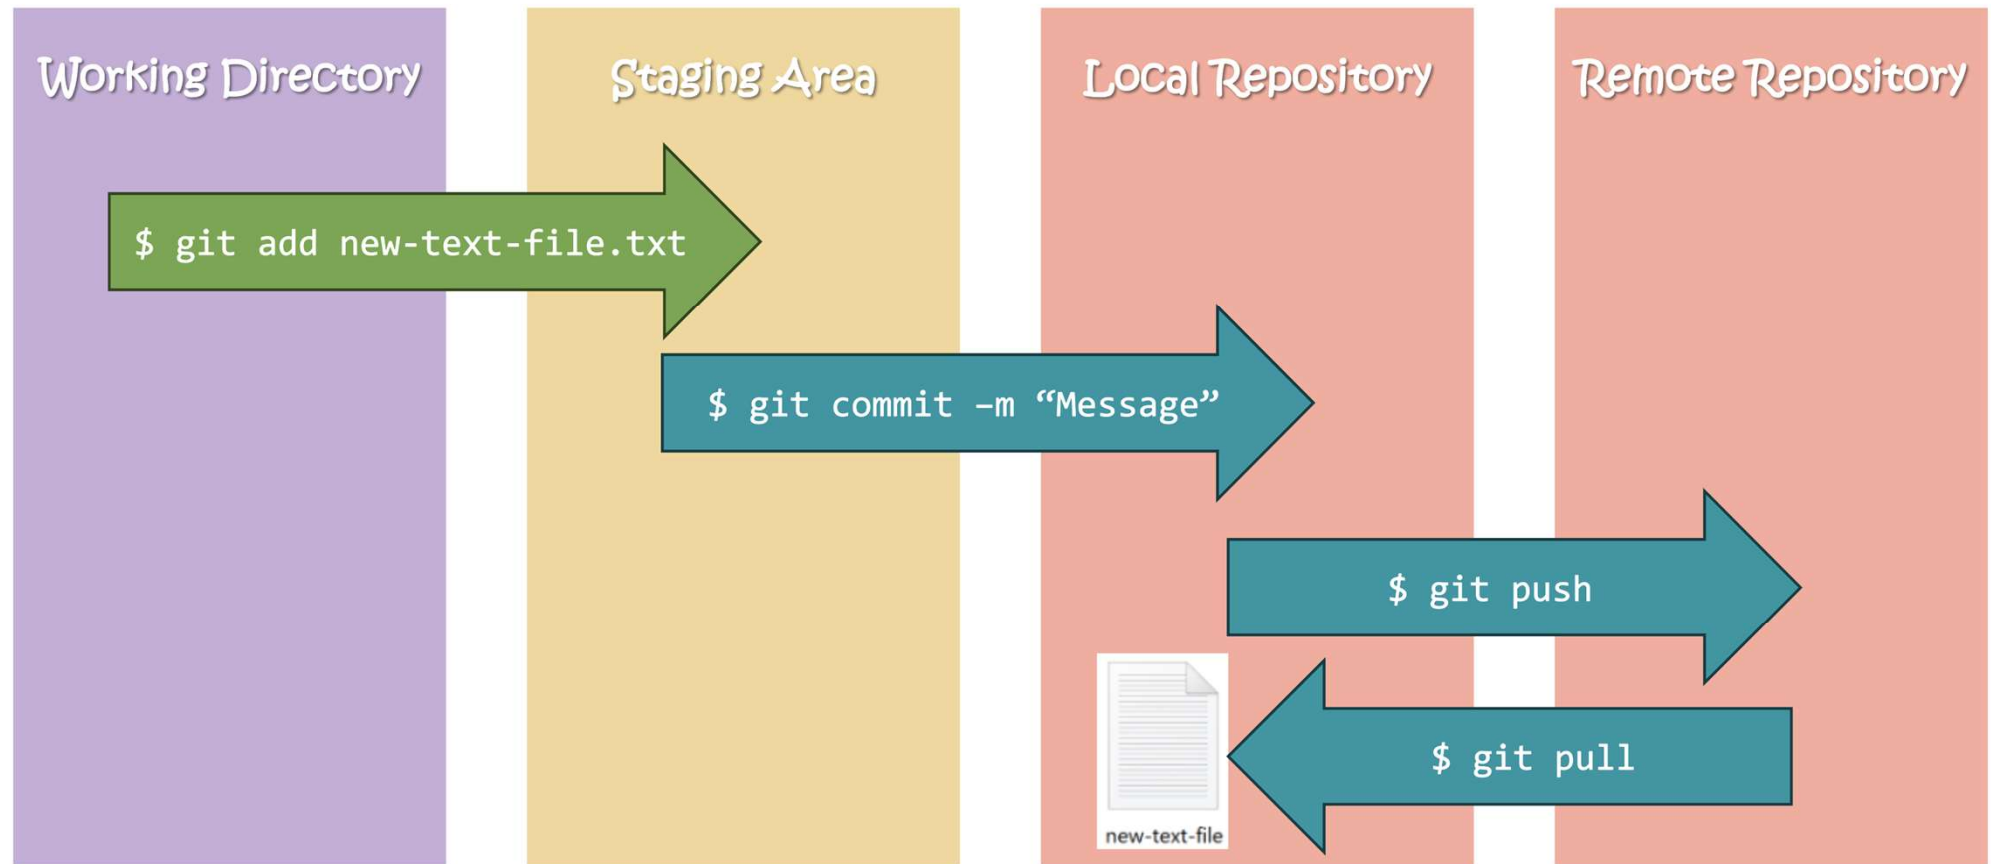 Working Directory
Staging Area
Local Repository
Remote Repository
$ git add new-text-file.txt
$ git commit –m “Message”
$ git push
$ git pull
new-text-file